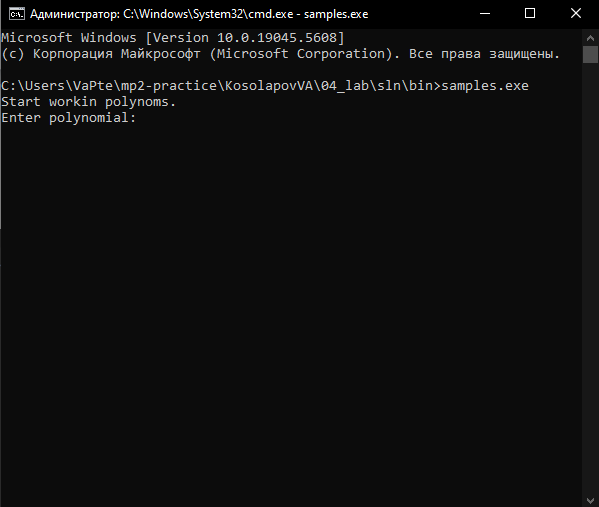 Администратор: C:\Windows\System32\cmd.exe - samples.exe
Microsoft Windows [Version 10.0.19045.5608]
(c) Корпорация Майкрософт (Microsoft Corporation). Все права защищены.
C:\Users\VaPte\mp2-practice\KosolapovVA\04_lab\sln\bin>samples.exe
Start workin polynoms.
Enter polynomial: